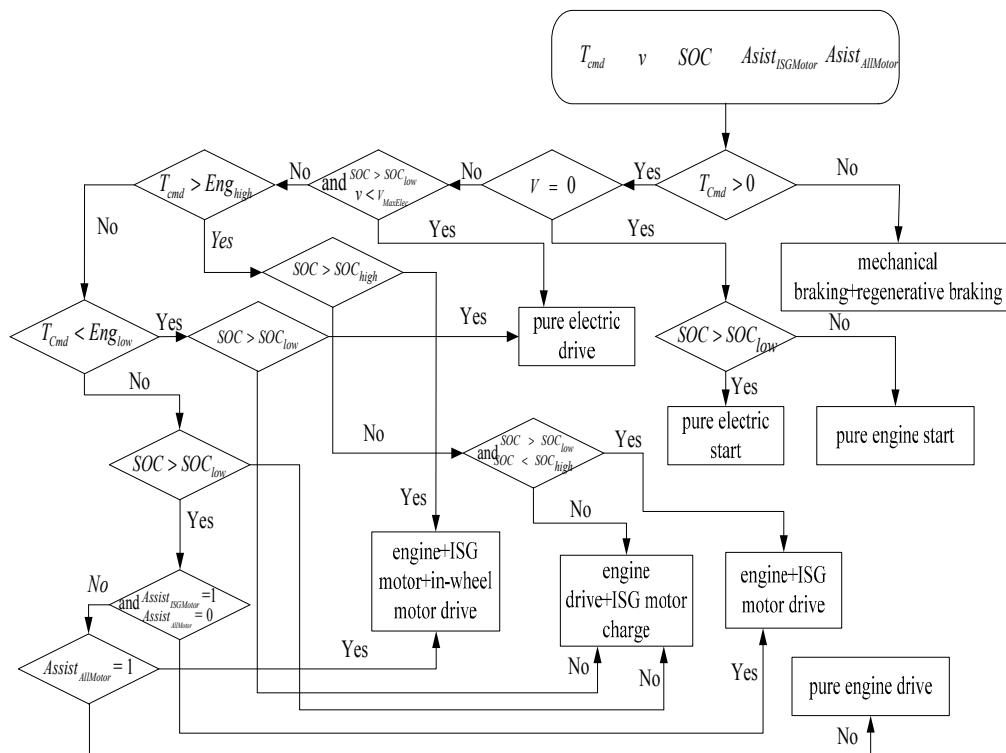 T_cmd v SOC Asist_ISGMotor Asist_AllMotor
T_Cmd > 0
Yes
No
V = 0
No
Yes
SOC > SOC_low
and
v < V_MaxElec
No
Yes
T_cmd > Eng_high
No
Yes
mechanical
braking+regenerative braking
SOC > SOC_high
T_Cmd < Eng_low
Yes
SOC > SOC_low
Yes
pure electric
drive
SOC > SOC_low
No
Yes
No
pure electric
start
pure engine start
No
SOC > SOC_low
and
SOC < SOC_high
Yes
SOC > SOC_low
Yes
Yes
No
engine+ISG
motor+in-wheel
motor drive
engine
drive+ISG motor
charge
engine+ISG
motor drive
No
Assist_ISGMotor = 1
and
Assist_AllMotor = 0
Yes
Assist_AllMotor = 1
No
No
Yes
pure engine drive
No